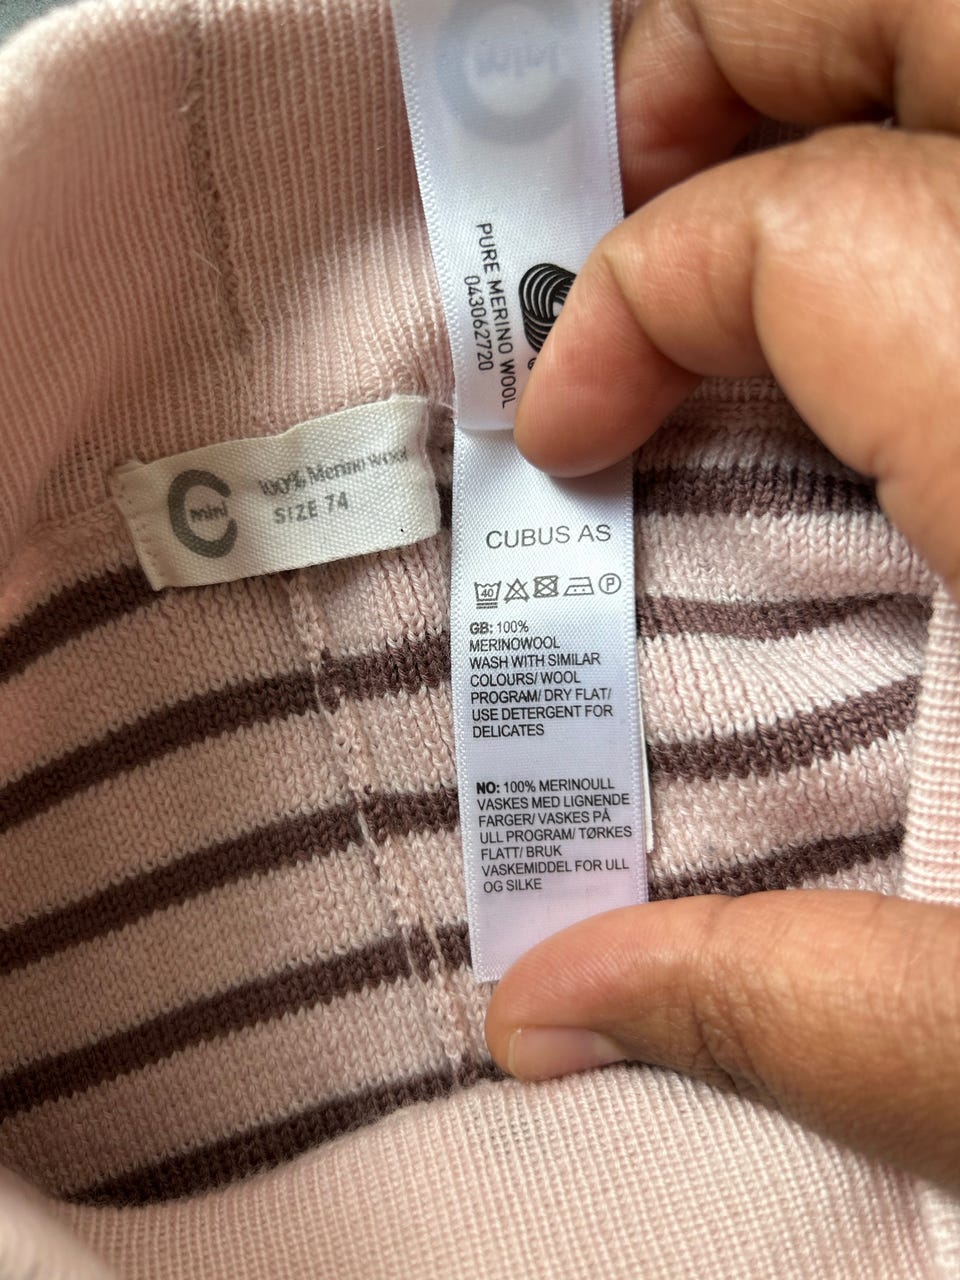 mini
PURE MERINO WOOL
043062720
mini
100% Merino wool
SIZE 74
CUBUS AS
40
P
GB: 100%
MERINOWOOL
WASH WITH SIMILAR
COLOURS/ WOOL
PROGRAM/ DRY FLAT/
USE DETERGENT FOR
DELICATES
NO: 100% MERINOULL
VASKES MED LIGNENDE
FARGER/ VASKES PÅ
ULL PROGRAM/ TØRKES
FLATT/ BRUK
VASKEMIDDEL FOR ULL
OG SILKE